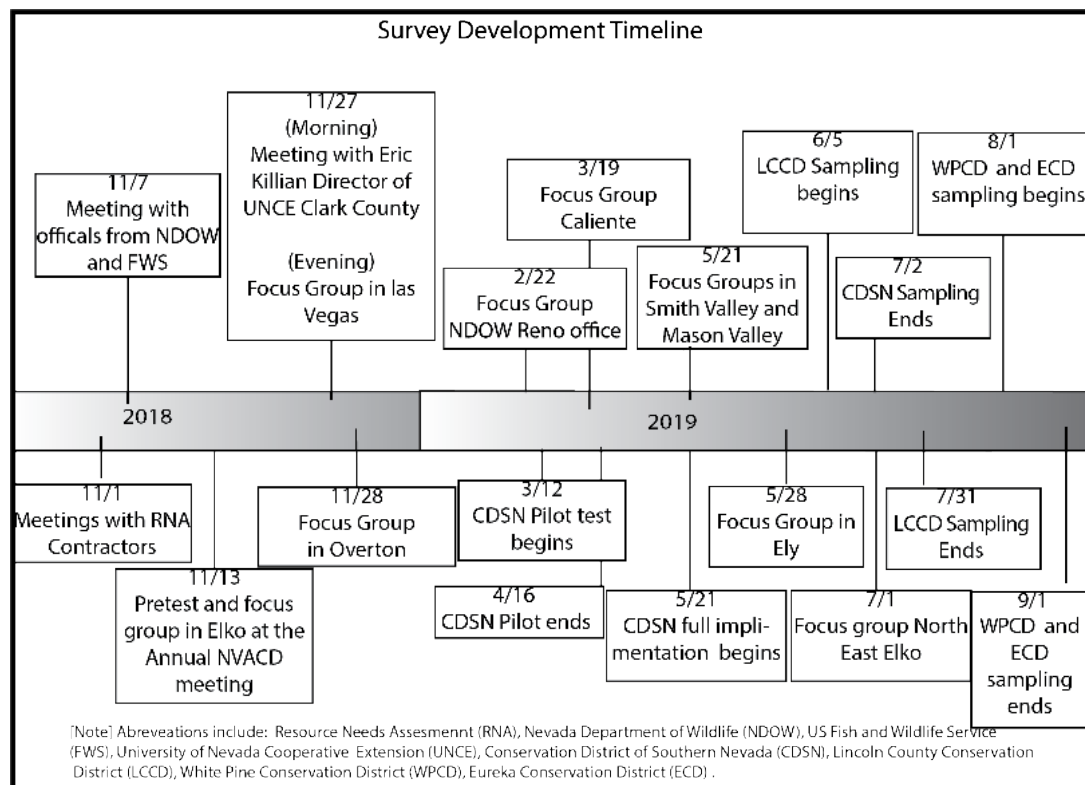 Survey Development Timeline
11/7
Meeting with
officals from NDOW
and FWS
11/27
(Morning)
Meeting with Eric
Killian Director of
UNCE Clark County
(Evening)
Focus Group in las
Vegas
2/22
Focus Group
NDOW Reno office
3/19
Focus Group
Caliente
5/21
Focus Groups in
Smith Valley and
Mason Valley
6/5
LCCD Sampling
begins
7/2
CDSN Sampling
Ends
8/1
WPCD and ECD
sampling begins
2018
2019
11/1
Meetings with RNA
Contractors
11/13
Pretest and focus
group in Elko at the
Annual NVACD
meeting
11/28
Focus Group
in Overton
3/12
CDSN Pilot test
begins
4/16
CDSN Pilot ends
5/21
CDSN full impli-
mentation begins
5/28
Focus Group in
Ely
7/1
Focus group North
East Elko
7/31
LCCD Sampling
Ends
9/1
WPCD and
ECD
sampling
ends
[Note] Abreveations include: Resource Needs Assesmennt (RNA), Nevada Department of Wildlife (NDOW), US Fish and Wildlife Service
(FWS), University of Nevada Cooperative Extension (UNCE), Conservation District of Southern Nevada (CDSN), Lincoln County Conservation
District (LCCD), White Pine Conservation District (WPCD), Eureka Conservation District (ECD) .